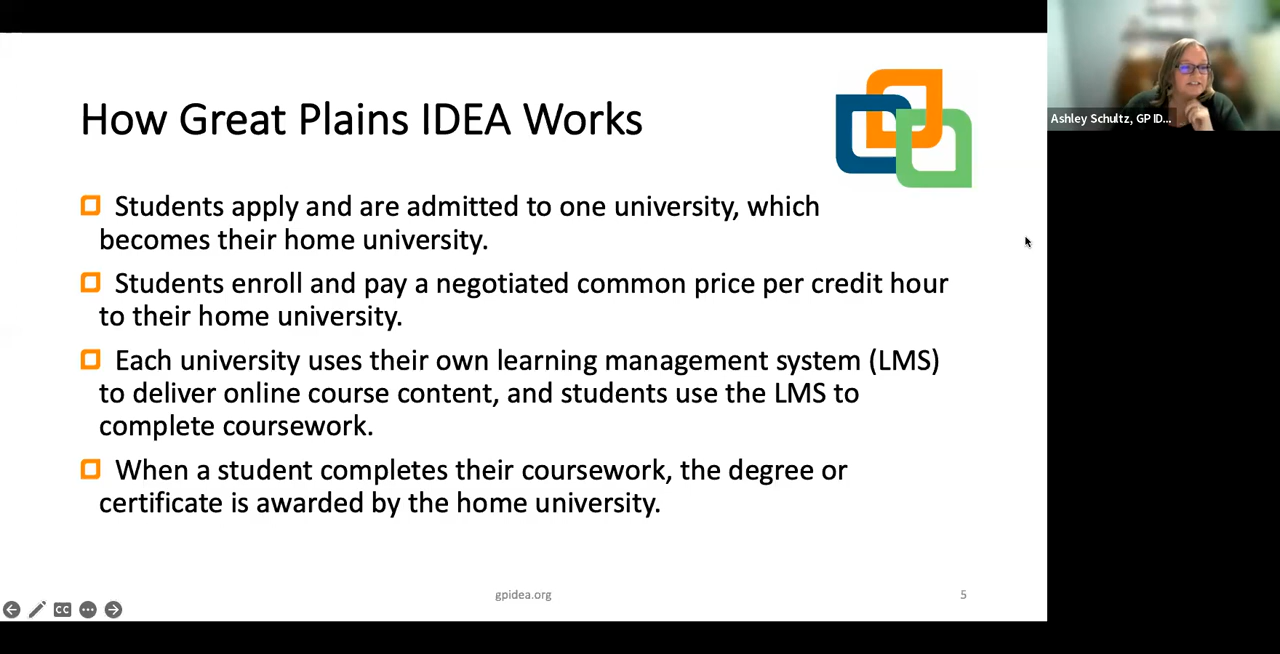 How Great Plains IDEA Works
Students apply and are admitted to one university, which
becomes their home university.
Students enroll and pay a negotiated common price per credit hour
to their home university.
Each university uses their own learning management system (LMS)
to deliver online course content, and students use the LMS to
complete coursework.
When a student completes their coursework, the degree or
certificate is awarded by the home university.
gpidea.org
5
CC
Ashley Schultz, GP ID...